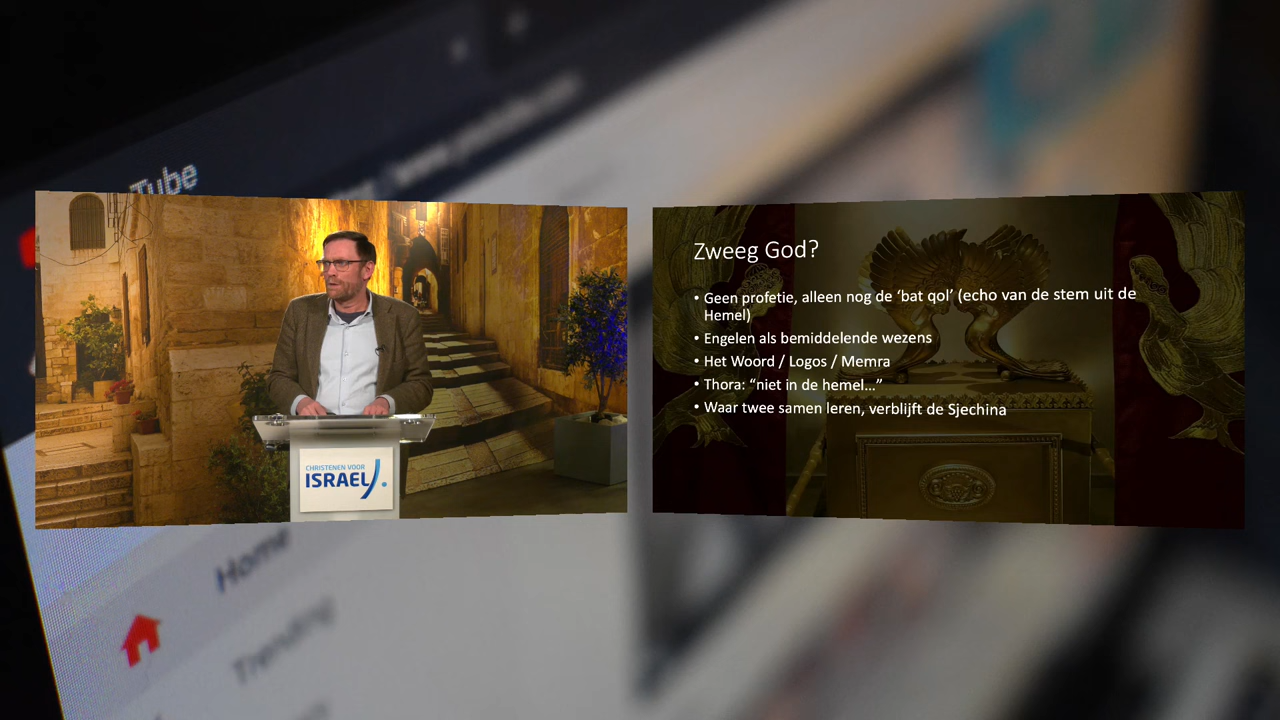 Tube
CHRISTENEN VOOR
ISRAEL
Zweeg God?
• Geen profetie, alleen nog de ‘bat qol’ (echo van de stem uit de
Hemel)
• Engelen als bemiddelende wezens
• Het Woord / Logos / Memra
• Thora: “niet in de hemel…”
• Waar twee samen leren, verblijft de Sjechina
Home
Trending